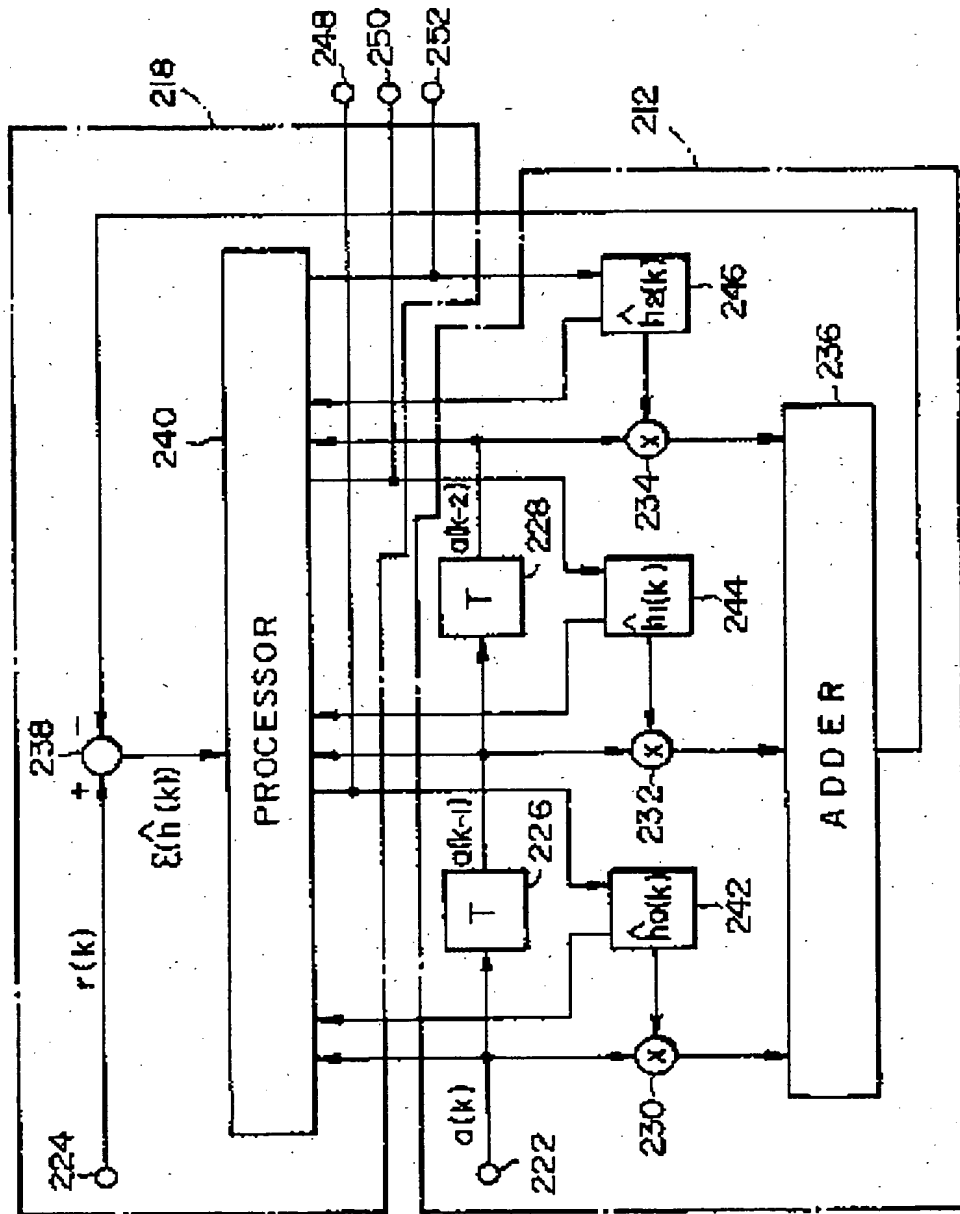 224
r(k)
+
238
−
ε(ĥ(k))
240
PROCESSOR
218
248
250
252
222
a(k)
T
226
a(k-1)
T
228
a(k-2)
212
230
ĥ0(k)
242
232
ĥ1(k)
244
234
ĥ2(k)
246
X
X
X
236
ADDER